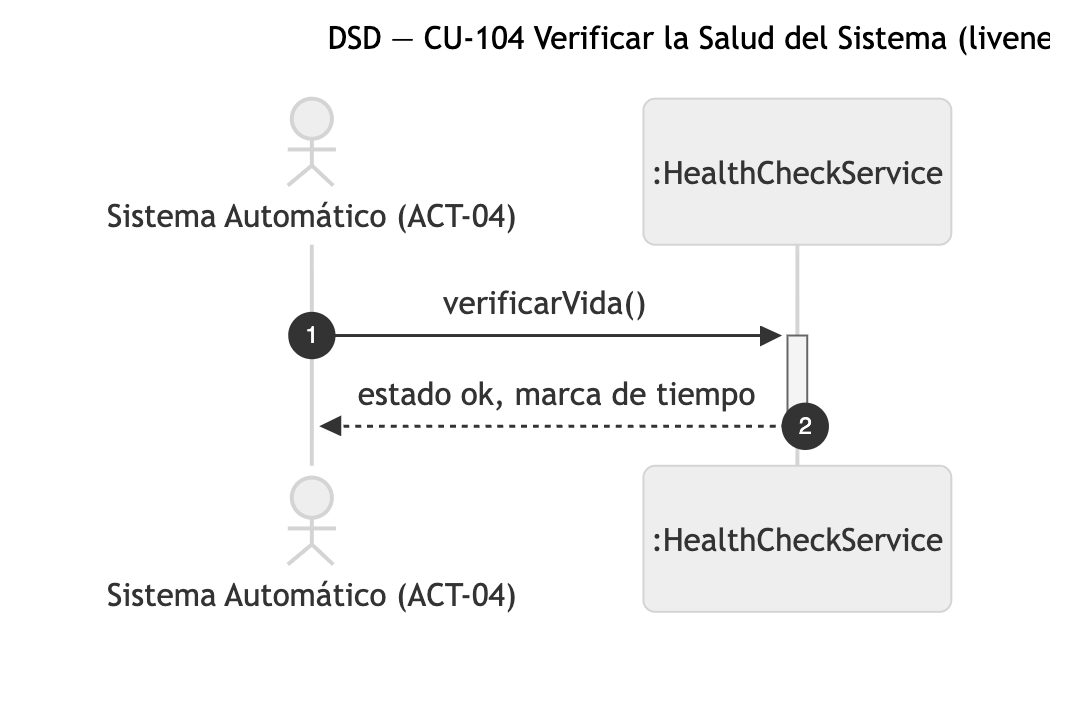 DSD — CU-104 Verificar la Salud del Sistema (livene
:HealthCheckService
Sistema Automático (ACT-04)
verificarVida()
1
estado ok, marca de tiempo
2
:HealthCheckService
Sistema Automático (ACT-04)